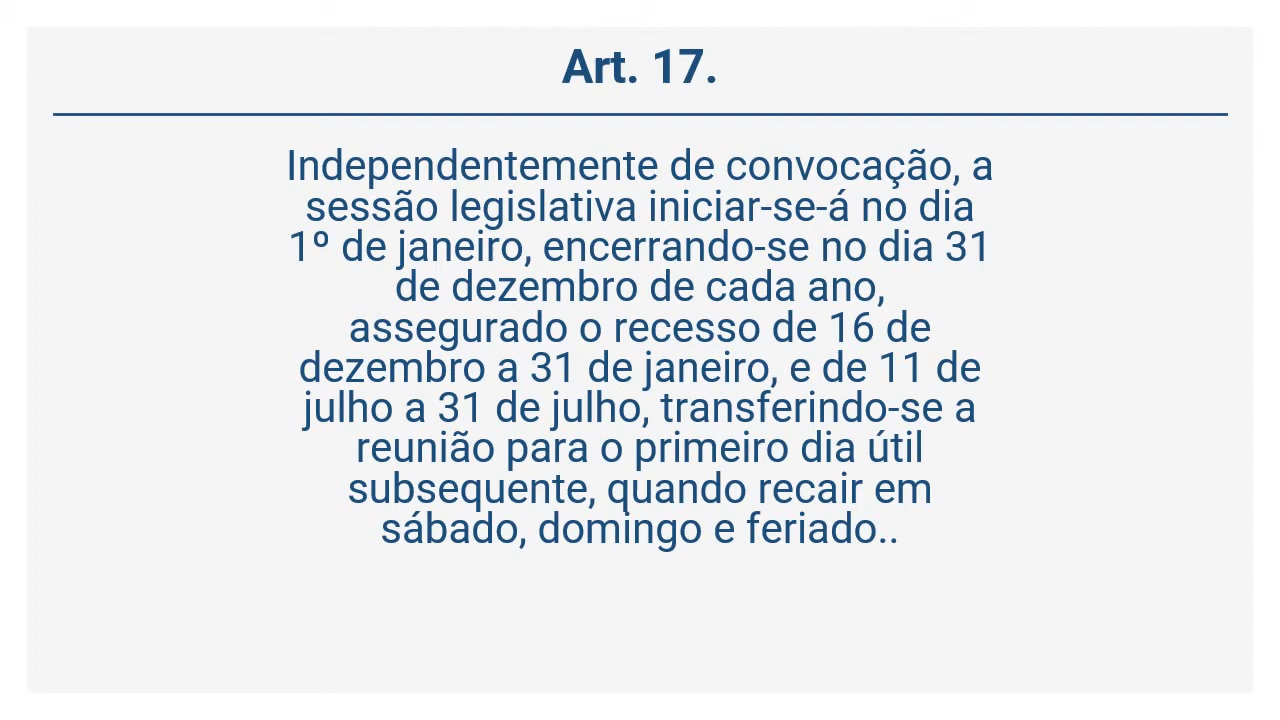 Art. 17.
Independentemente de convocação, a
sessão legislativa iniciar-se-á no dia
1º de janeiro, encerrando-se no dia 31
de dezembro de cada ano,
assegurado o recesso de 16 de
dezembro a 31 de janeiro, e de 11 de
julho a 31 de julho, transferindo-se a
reunião para o primeiro dia útil
subsequente, quando recair em
sábado, domingo e feriado..